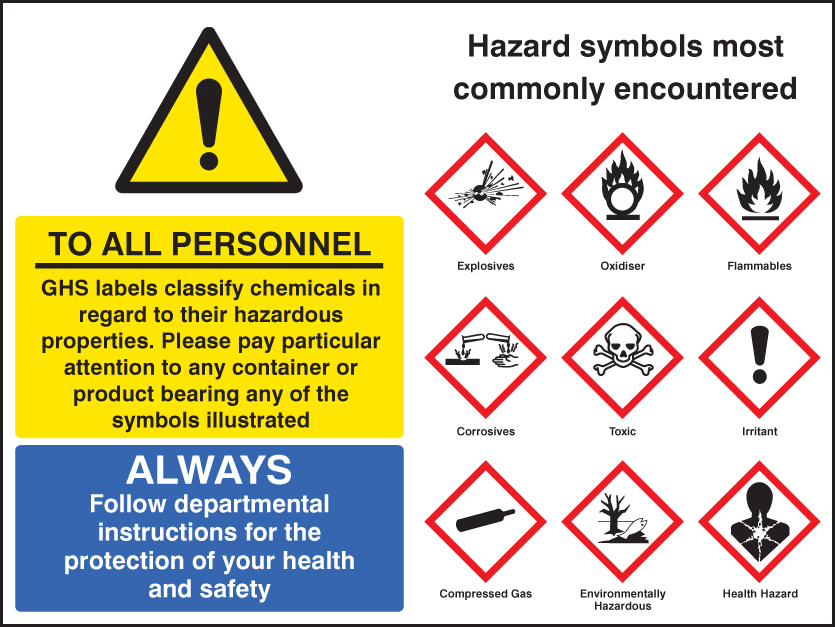 Hazard symbols most
commonly encountered
TO ALL PERSONNEL
GHS labels classify chemicals in
regard to their hazardous
properties. Please pay particular
attention to any container or
product bearing any of the
symbols illustrated
ALWAYS
Follow departmental
instructions for the
protection of your health
and safety
Explosives
Oxidiser
Flammables
Corrosives
Toxic
Irritant
Compressed Gas
Environmentally
Hazardous
Health Hazard